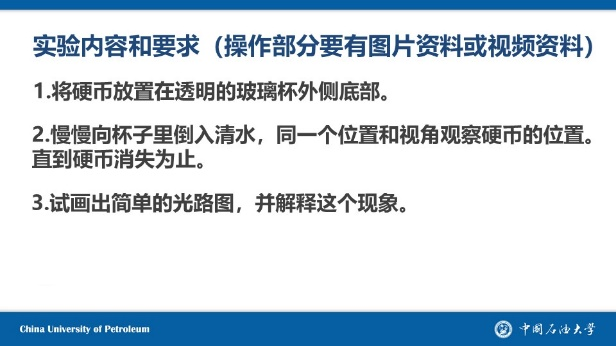 实验内容和要求（操作部分要有图片资料或视频资料）
1.将硬币放置在透明的玻璃杯外侧底部。
2.慢慢向杯子里倒入清水，同一个位置和视角观察硬币的位置。
直到硬币消失为止。
3.试画出简单的光路图，并解释这个现象。
China University of Petroleum
中国石油大学